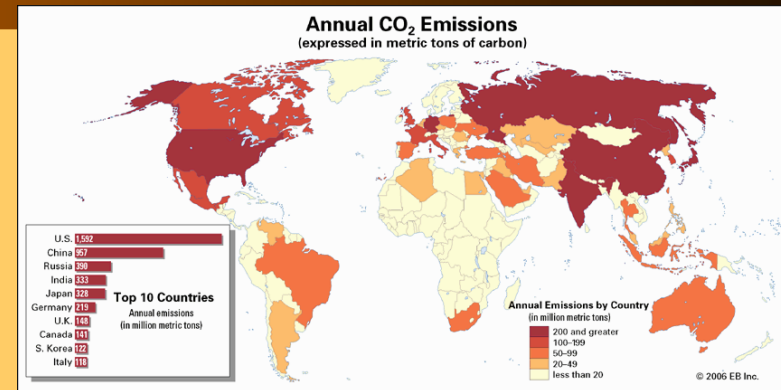 Annual CO₂ Emissions
(expressed in metric tons of carbon)
U.S. 1,592
China 957
Russia 390
India 333
Japan 328
Germany 219
U.K. 148
Canada 141
S. Korea 122
Italy 118
Top 10 Countries
Annual emissions
(in million metric tons)
Annual Emissions by Country
(in million metric tons)
200 and greater
100–199
50–99
20–49
less than 20
© 2006 EB Inc.